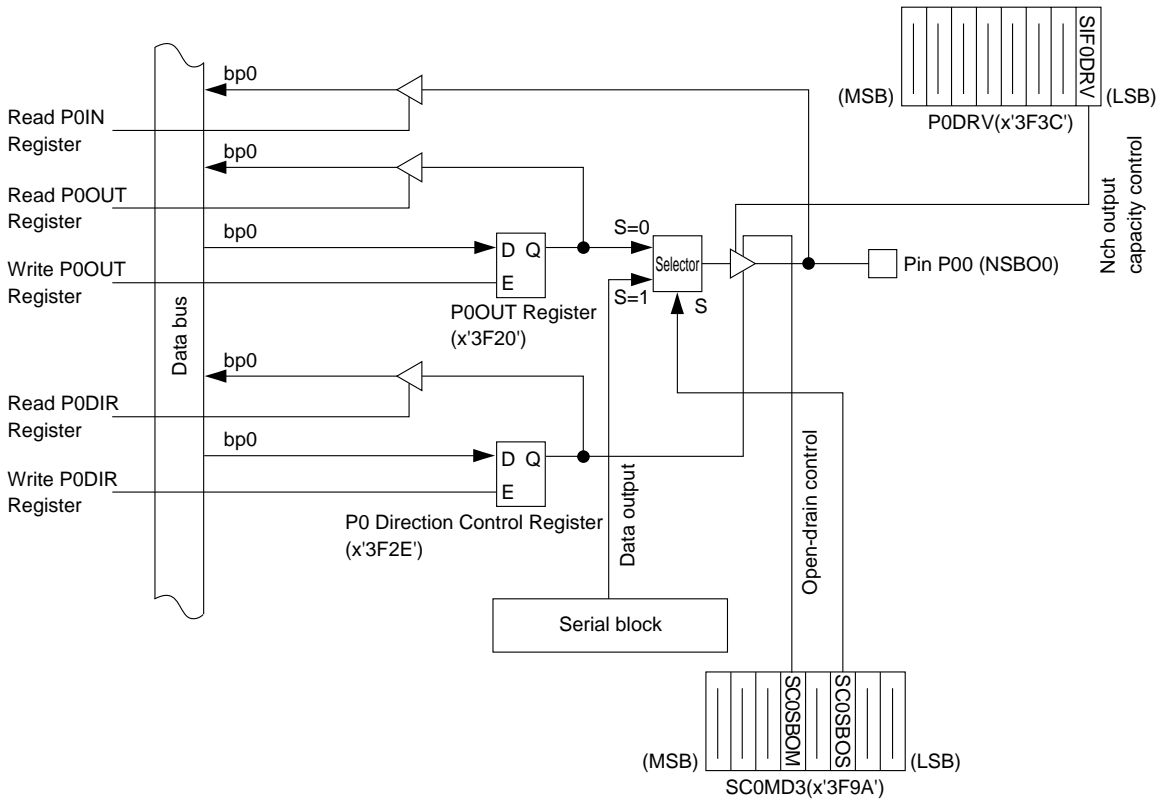 SIF0DRV
(MSB)
(LSB)
P0DRV(x'3F3C')
bp0
Read P0IN
Register
bp0
Read P0OUT
Register
bp0
Write P0OUT
Register
D Q
E
P0OUT Register
(x'3F20')
S=0
S=1
Selector
S
Pin P00 (NSBO0)
Nch output
capacity control
Data bus
bp0
Read P0DIR
Register
bp0
Write P0DIR
Register
D Q
E
P0 Direction Control Register
(x'3F2E')
Data output
Open-drain control
Serial block
SC0SBOM
SC0SBOS
(MSB)
(LSB)
SC0MD3(x'3F9A')